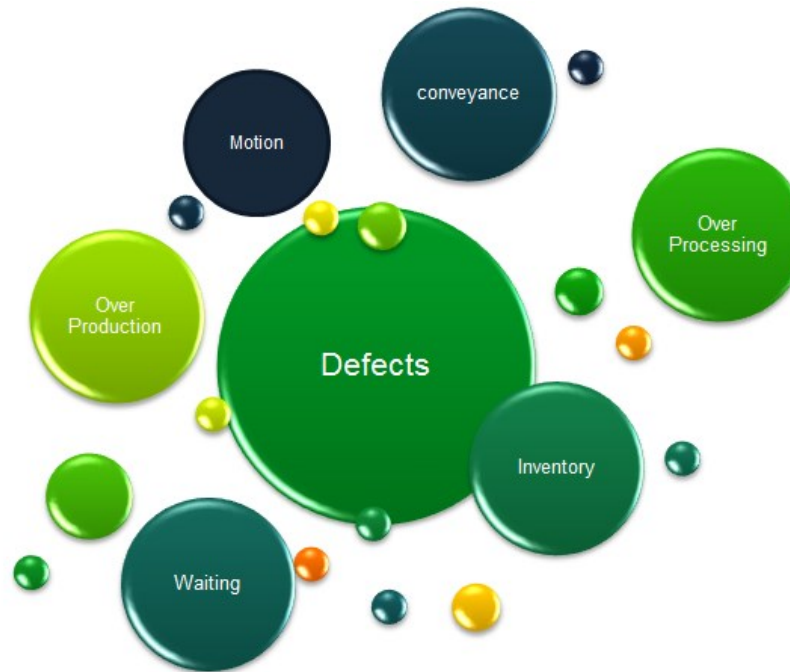 conveyance
Motion
Over
Processing
Over
Production
Defects
Inventory
Waiting